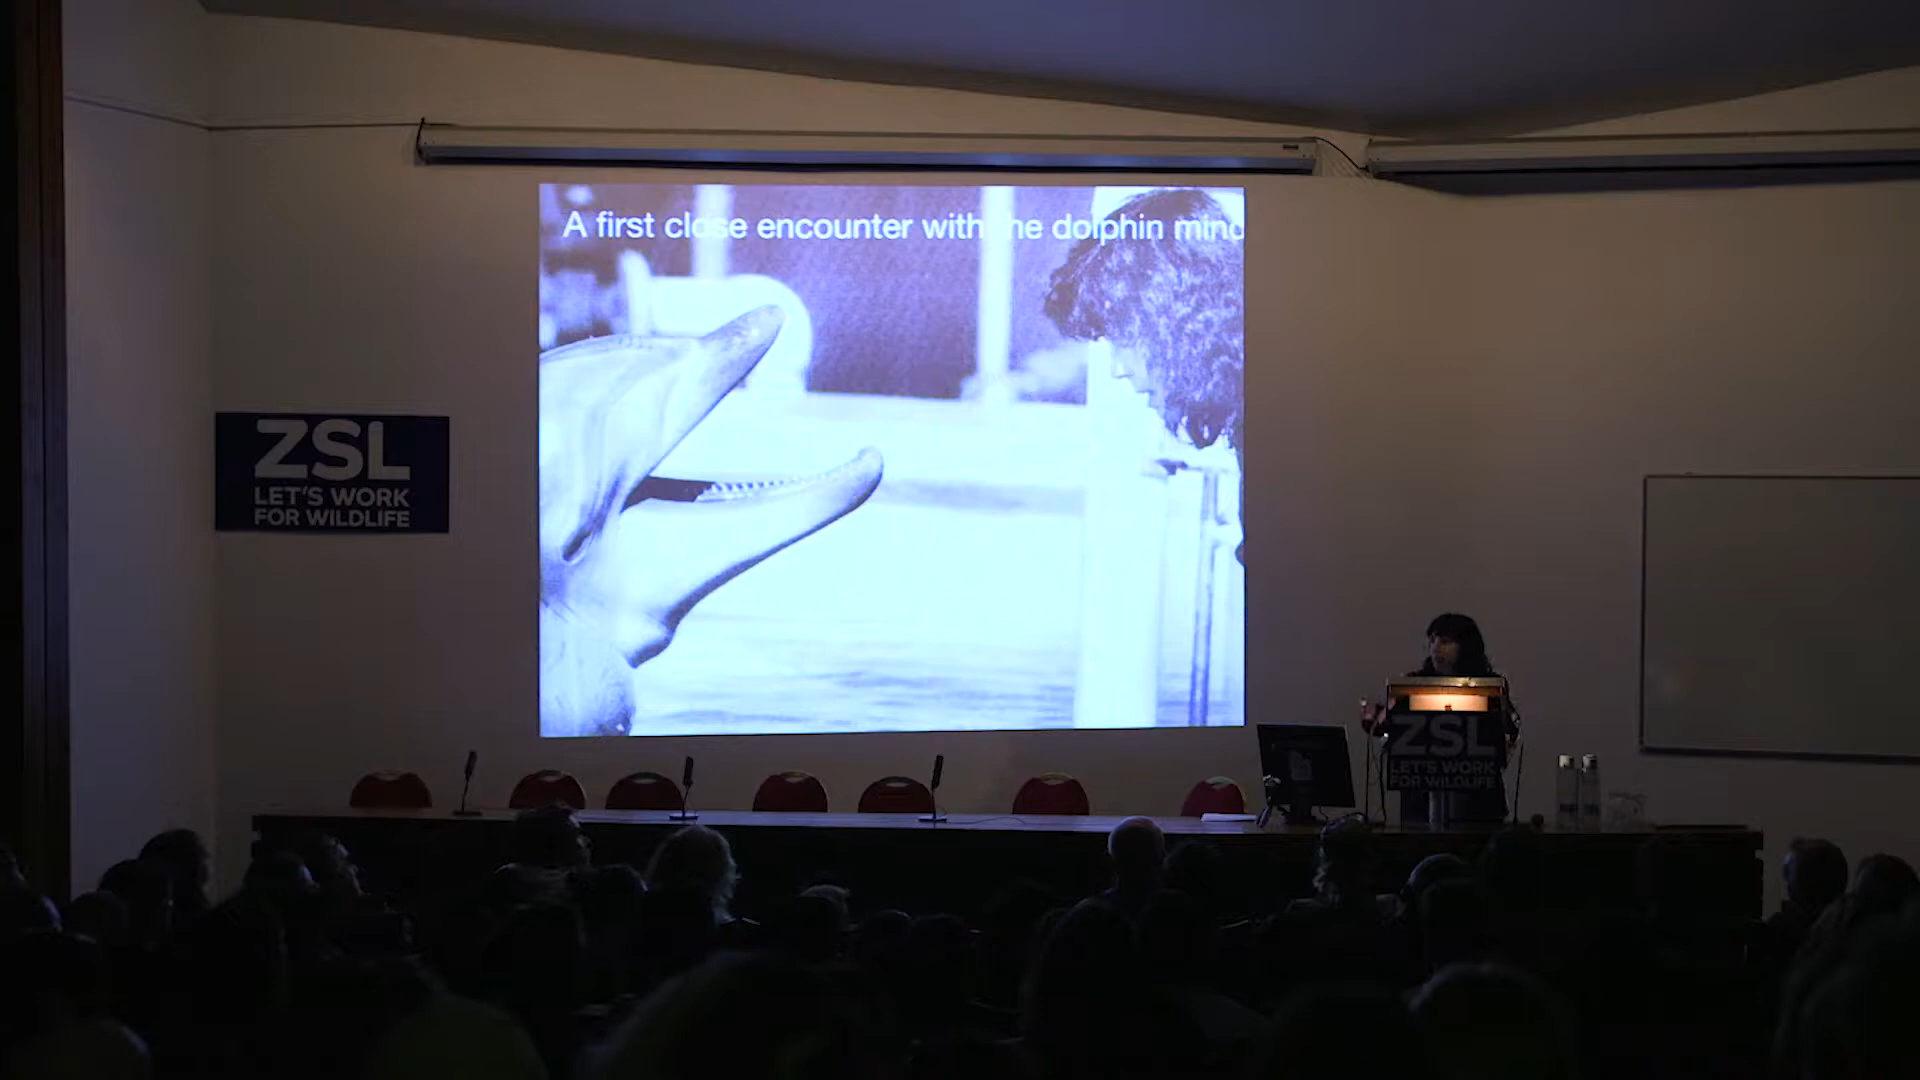 A first close encounter with the dolphin mind
ZSL
LET'S WORK
FOR WILDLIFE
ZSL
LET'S WORK
FOR WILDLIFE